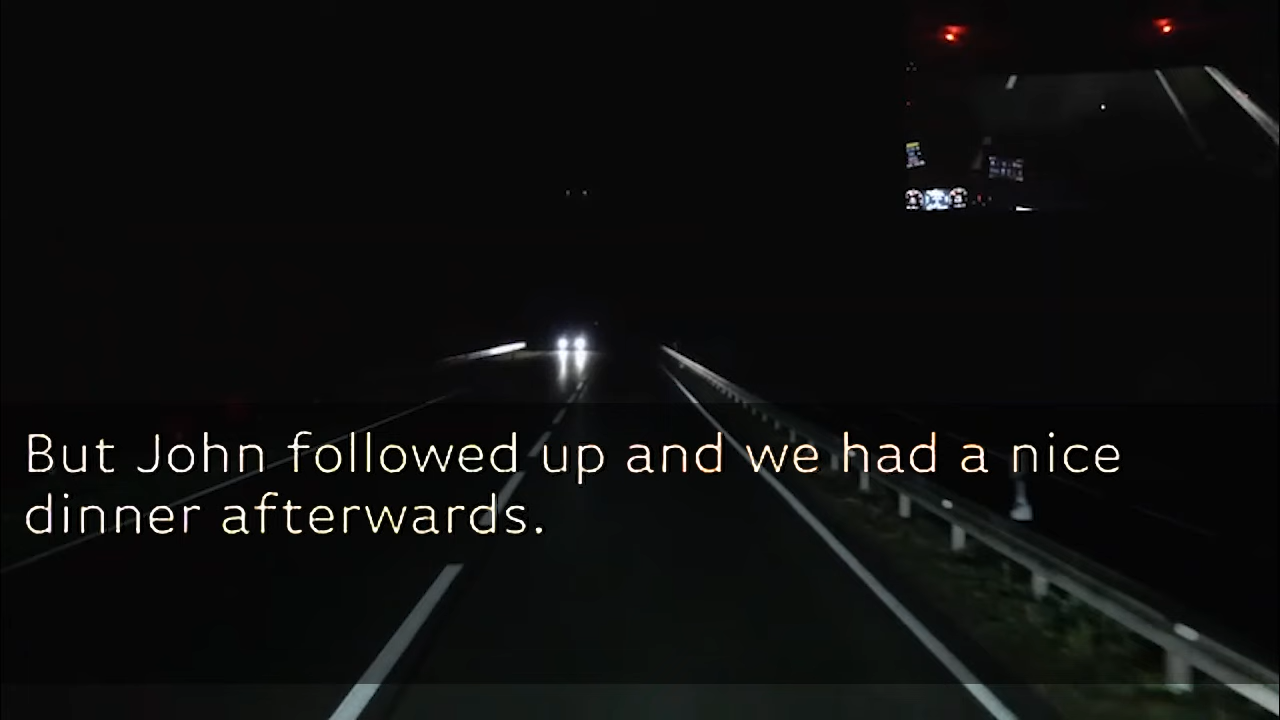 But John followed up and we had a nice
dinner afterwards.